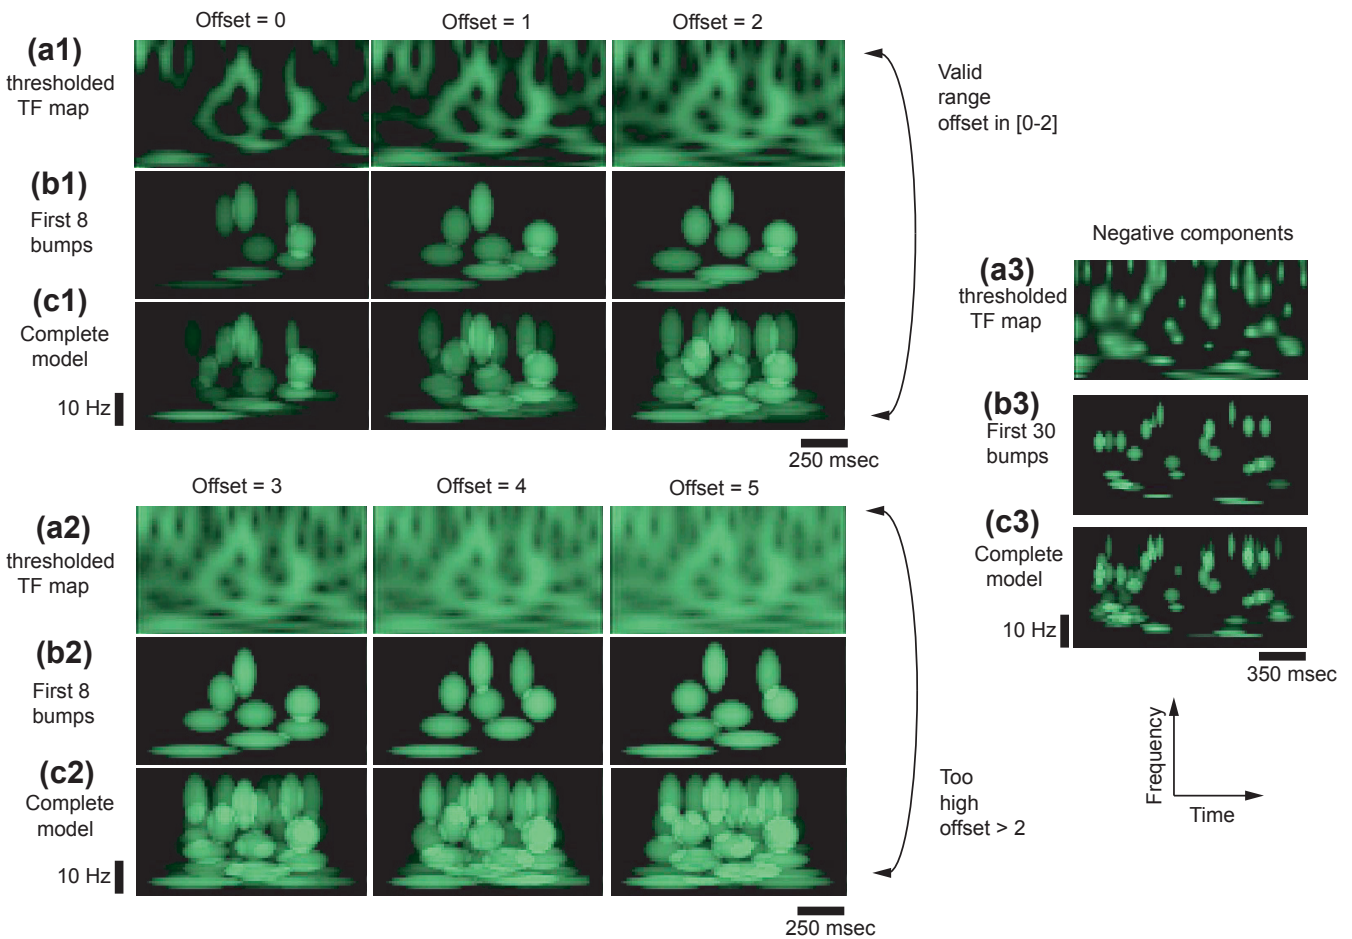 Offset = 0
Offset = 1
Offset = 2
(a1)
thresholded
TF map
(b1)
First 8
bumps
(c1)
Complete
model
10 Hz
250 msec
Valid
range
offset in [0-2]
Offset = 3
Offset = 4
Offset = 5
(a2)
thresholded
TF map
(b2)
First 8
bumps
(c2)
Complete
model
10 Hz
250 msec
Too
high
offset > 2
Negative components
(a3)
thresholded
TF map
(b3)
First 30
bumps
(c3)
Complete
model
10 Hz
350 msec
Frequency
Time